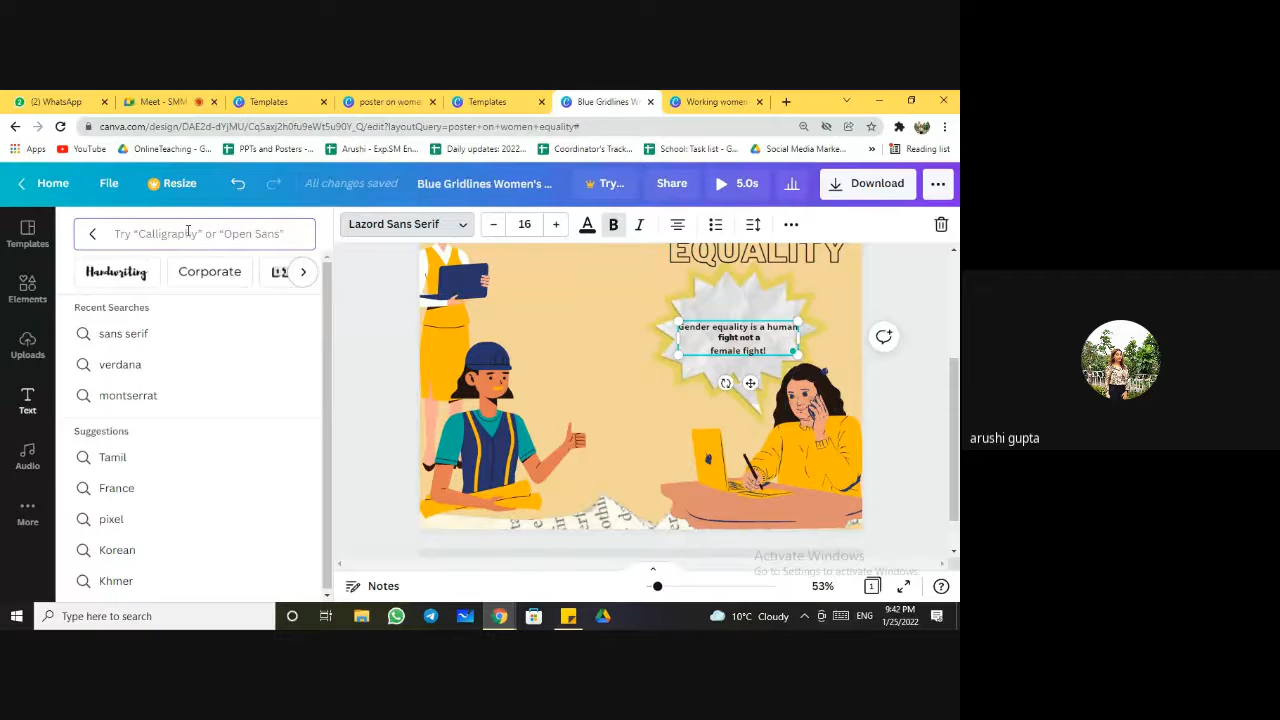 (2) WhatsApp
Meet - SMM
Templates
poster on wome
Templates
Blue Gridlines W
Working women
canva.com/design/DAE2d-dYjMU/CqSaxj2h0fu9eWt5u90Y_Q/edit?layoutQuery=poster+on+women+equality#
Apps
YouTube
OnlineTeaching - G...
PPTs and Posters -...
Arushi - Exp.SM En...
Daily updates: 2022...
Coordinator's Track...
School: Task list - G...
Social Media Marke...
»
Reading list
Home
File
Resize
All changes saved
Blue Gridlines Women's ...
Try...
Share
5.0s
Download
Templates
Elements
Uploads
Text
Audio
More
Try “Calligraphy” or “Open Sans”
Handwriting
Corporate
Recent Searches
sans serif
verdana
montserrat
Suggestions
Tamil
France
pixel
Korean
Khmer
Lazord Sans Serif
16
A
B
I
EQUALITY
Gender equality is a human
fight not a
female fight!
Activate Windows
Go to Settings to activate Windows.
Notes
53%
1
Type here to search
10°C Cloudy
ENG
9:42 PM
1/25/2022
arushi gupta